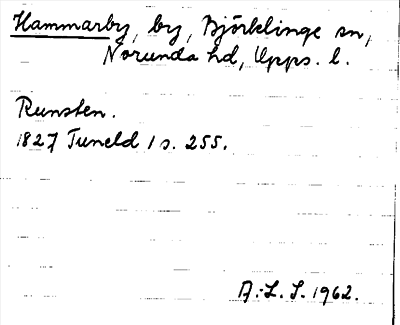 Hammarby, by, Björklinge sn,
Norunda hd, Upps. l.
Runsten.
1827 Tuneld 1 s. 255.
A.-L. S. 1962.